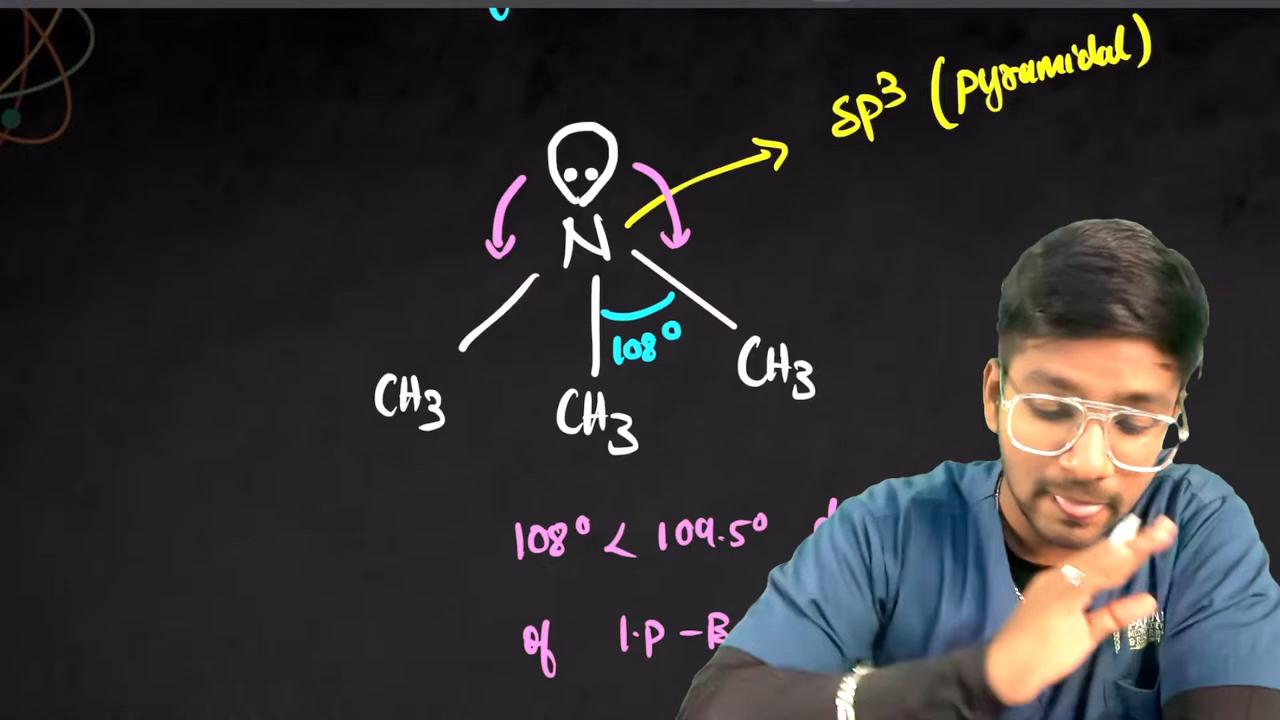 sp³ (pyramidal)
N
108°
CH3 CH3 CH3
108° < 109.5°
of l.p - B